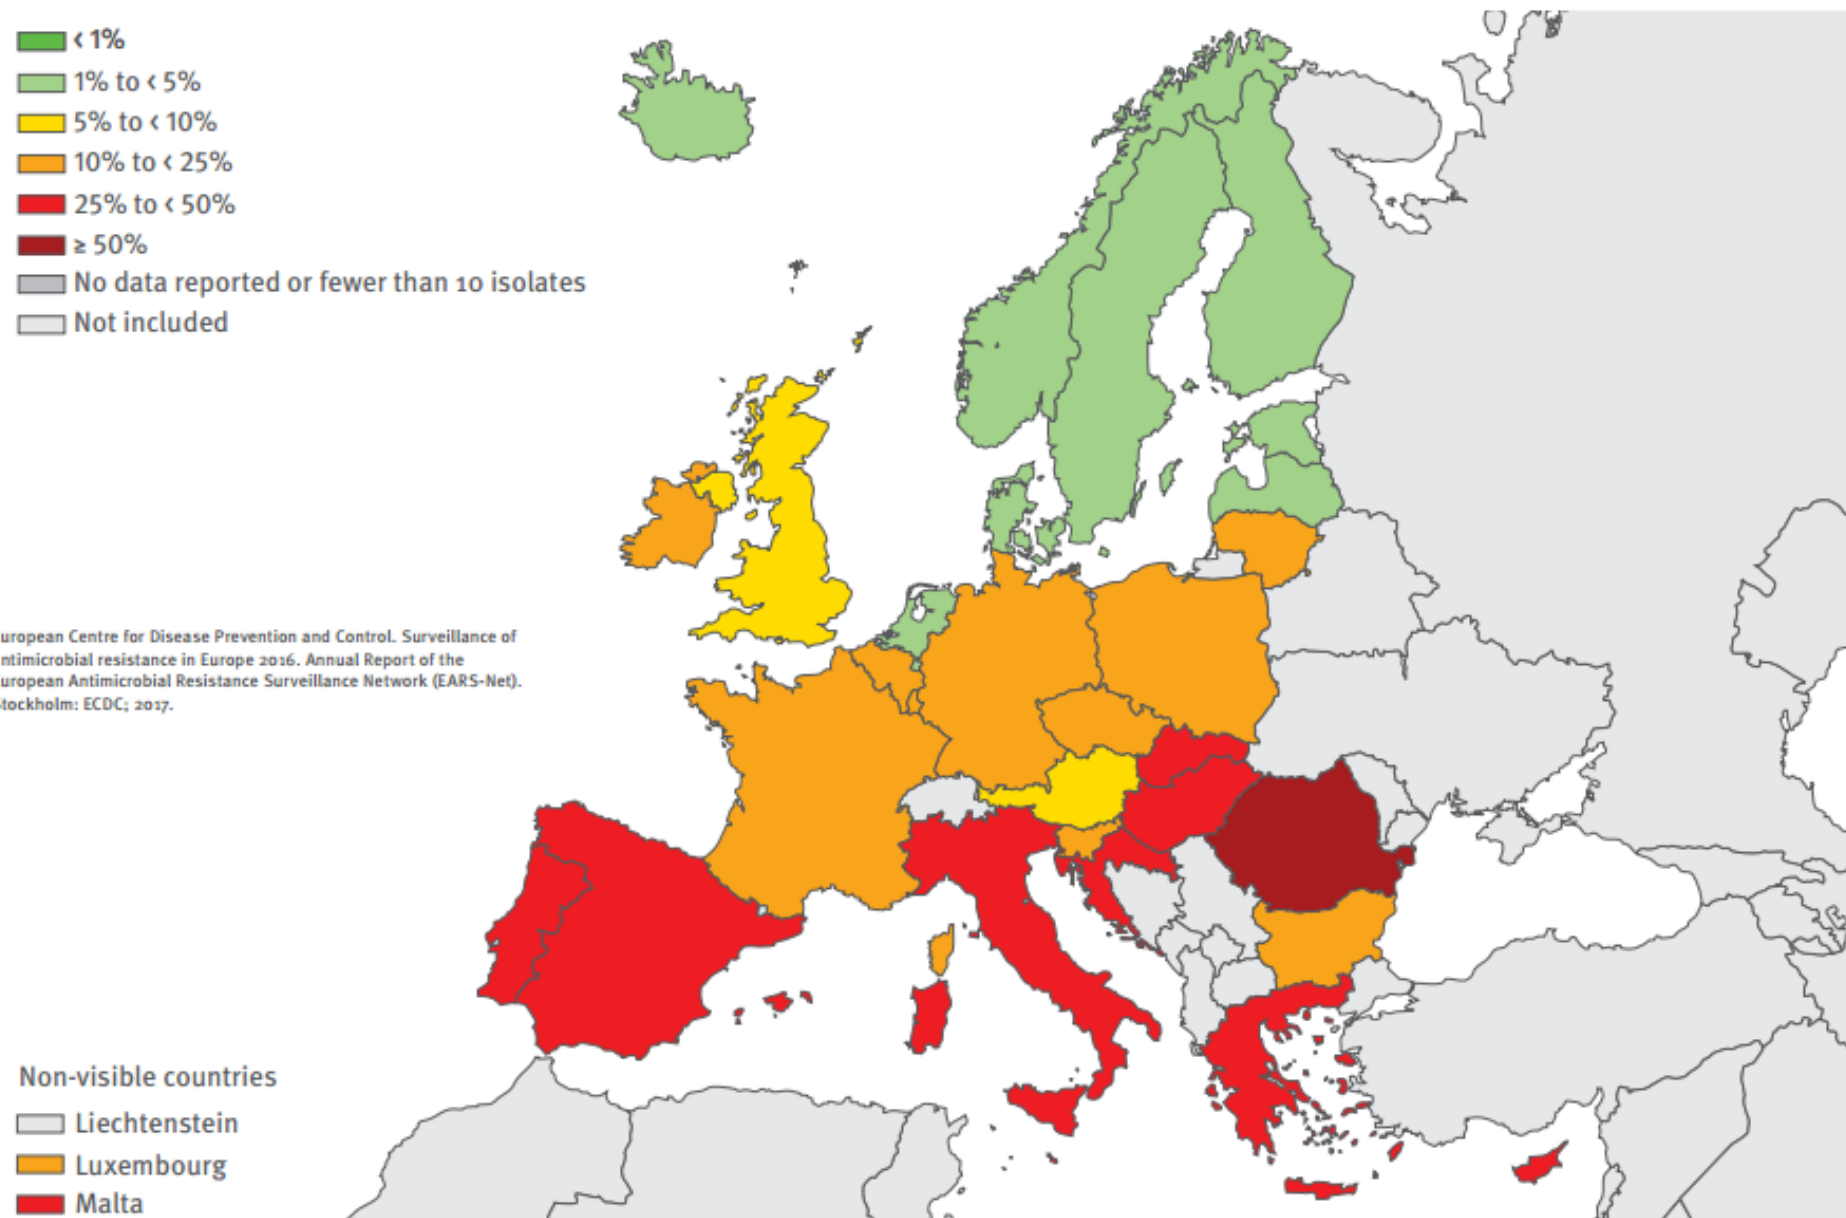 < 1%
1% to < 5%
5% to < 10%
10% to < 25%
25% to < 50%
≥ 50%
No data reported or fewer than 10 isolates
Not included
uropean Centre for Disease Prevention and Control. Surveillance of
ntimicrobial resistance in Europe 2016. Annual Report of the
uropean Antimicrobial Resistance Surveillance Network (EARS-Net).
tockholm: ECDC; 2017.
Non-visible countries
Liechtenstein
Luxembourg
Malta